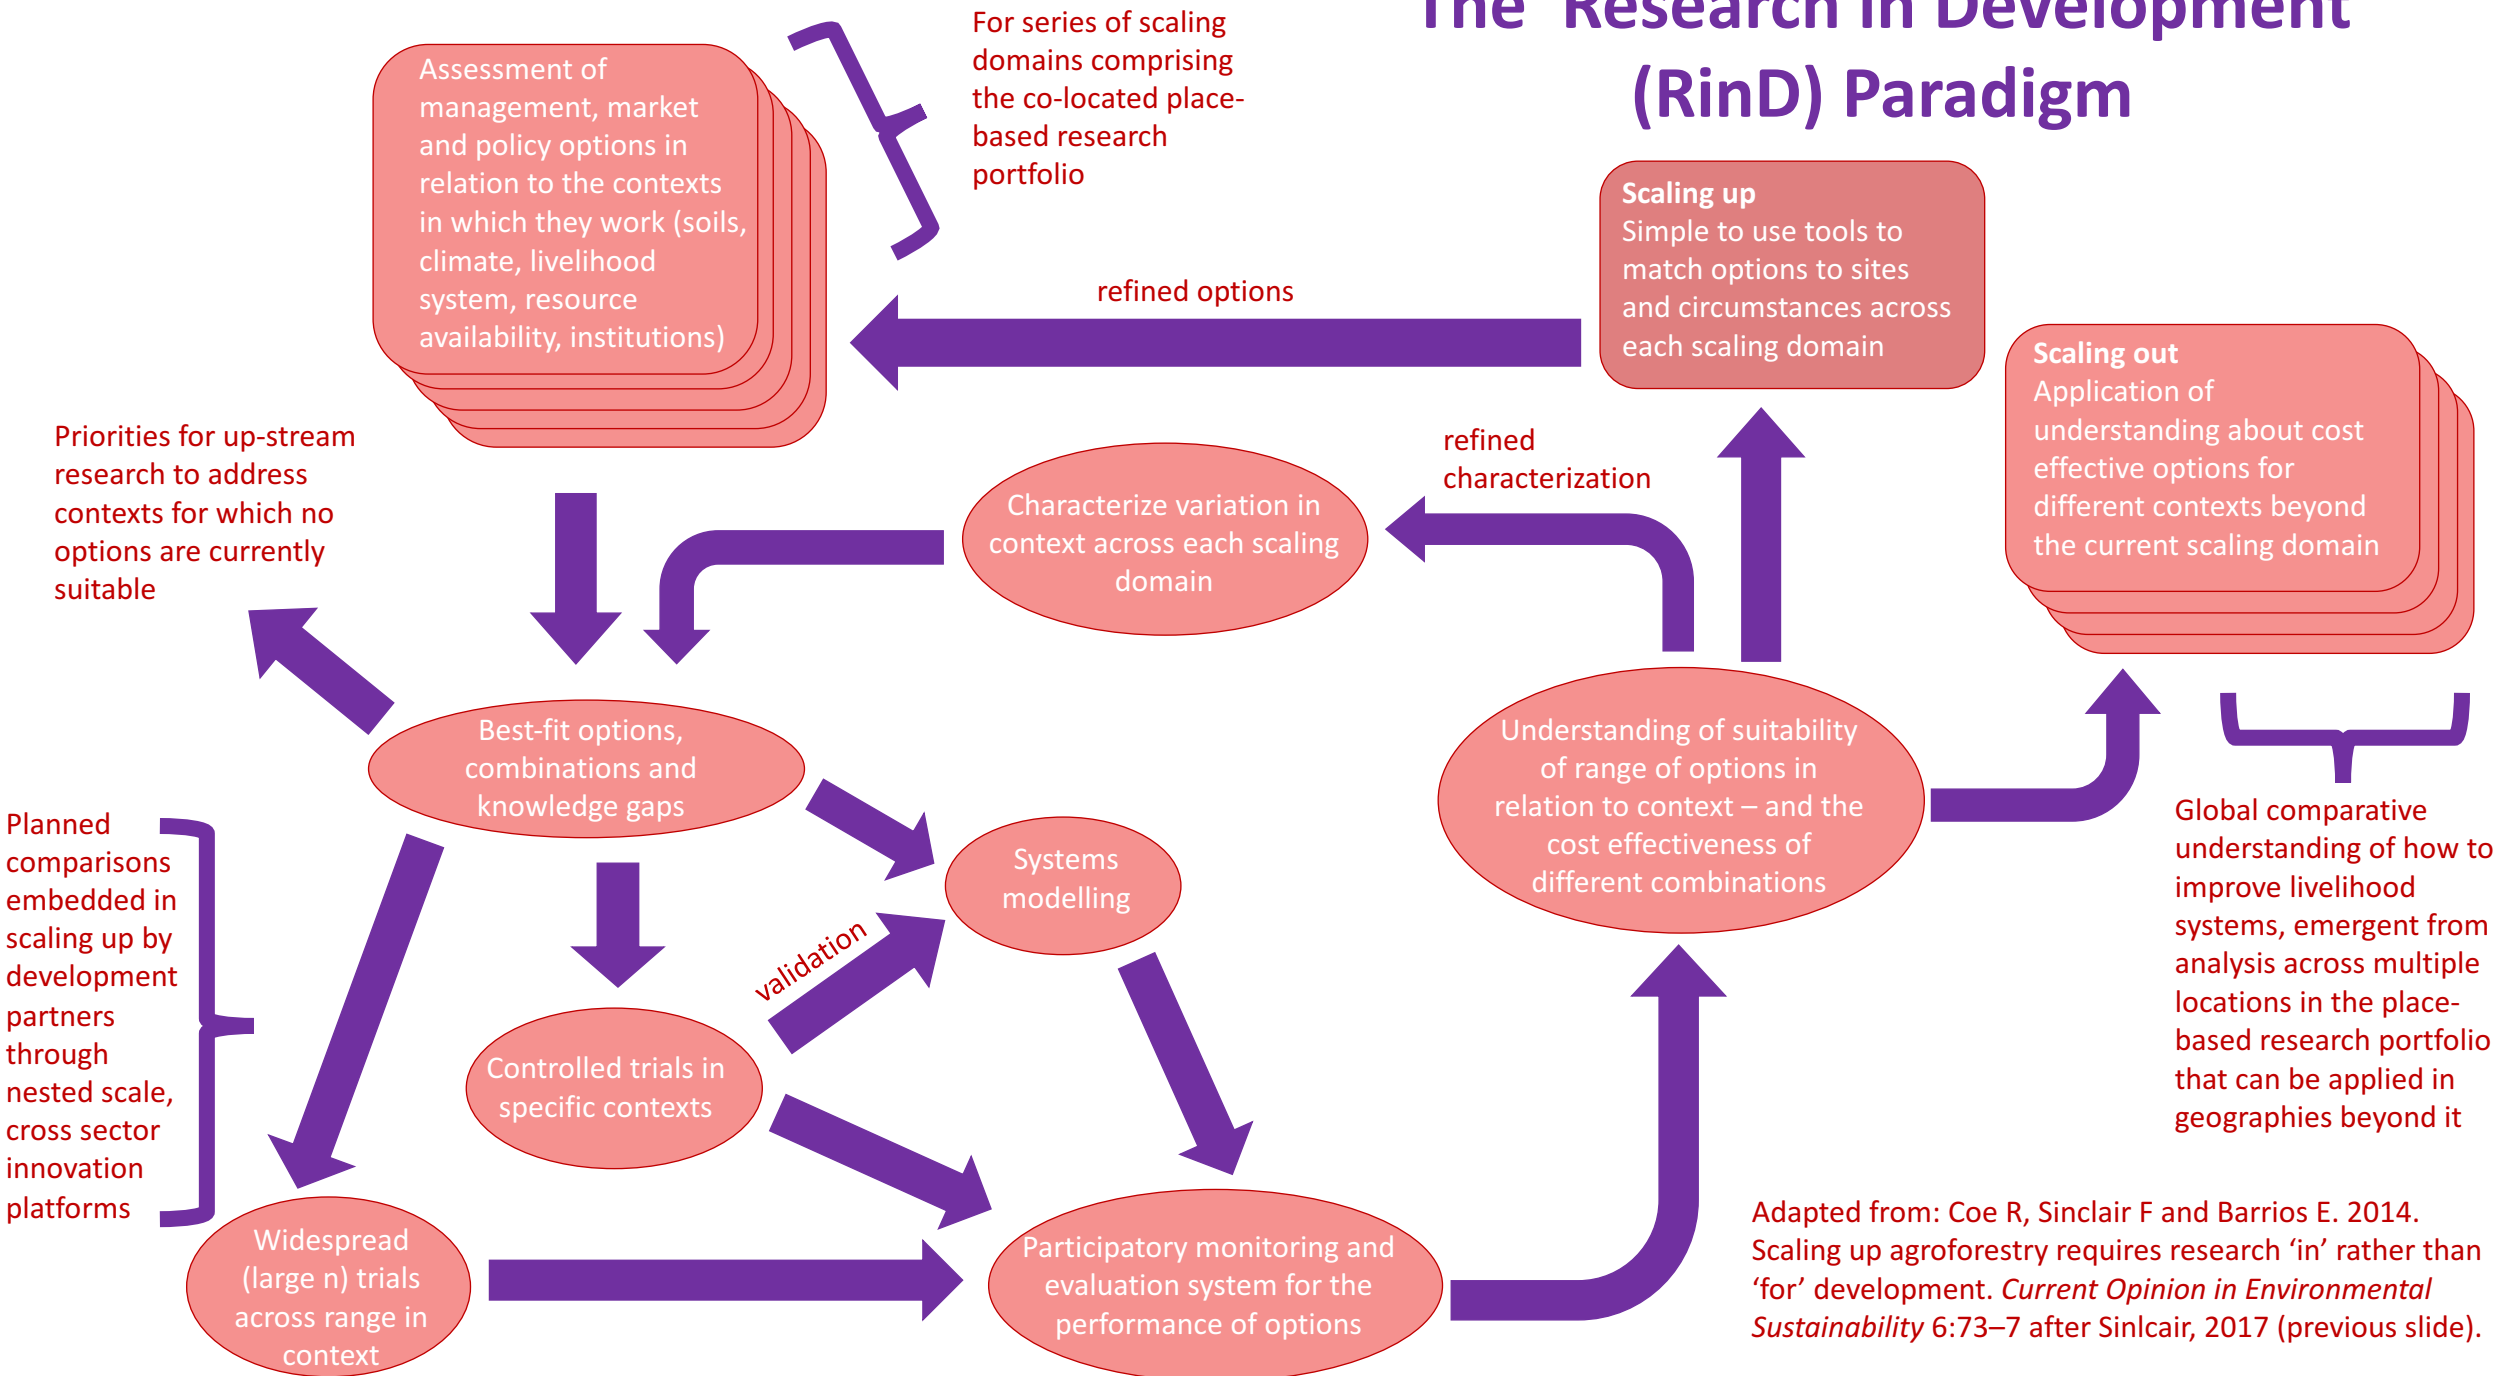 The 'Research in Development
(RinD) Paradigm
For series of scaling
domains comprising
the co-located place-
based research
portfolio
Assessment of
management, market
and policy options in
relation to the contexts
in which they work (soils,
climate, livelihood
system, resource
availability, institutions)
Scaling up
Simple to use tools to
match options to sites
and circumstances across
each scaling domain
refined options
Scaling out
Application of
understanding about cost
effective options for
different contexts beyond
the current scaling domain
Priorities for up-stream
research to address
contexts for which no
options are currently
suitable
refined
characterization
Characterize variation in
context across each scaling
domain
Best-fit options,
combinations and
knowledge gaps
Understanding of suitability
of range of options in
relation to context – and the
cost effectiveness of
different combinations
Planned
comparisons
embedded in
scaling up by
development
partners
through
nested scale,
cross sector
innovation
platforms
Systems
modelling
validation
Controlled trials in
specific contexts
Global comparative
understanding of how to
improve livelihood
systems, emergent from
analysis across multiple
locations in the place-
based research portfolio
that can be applied in
geographies beyond it
Widespread
(large n) trials
across range in
context
Participatory monitoring and
evaluation system for the
performance of options
Adapted from: Coe R, Sinclair F and Barrios E. 2014.
Scaling up agroforestry requires research ‘in’ rather than
‘for’ development. Current Opinion in Environmental
Sustainability 6:73–7 after Sinlcair, 2017 (previous slide).